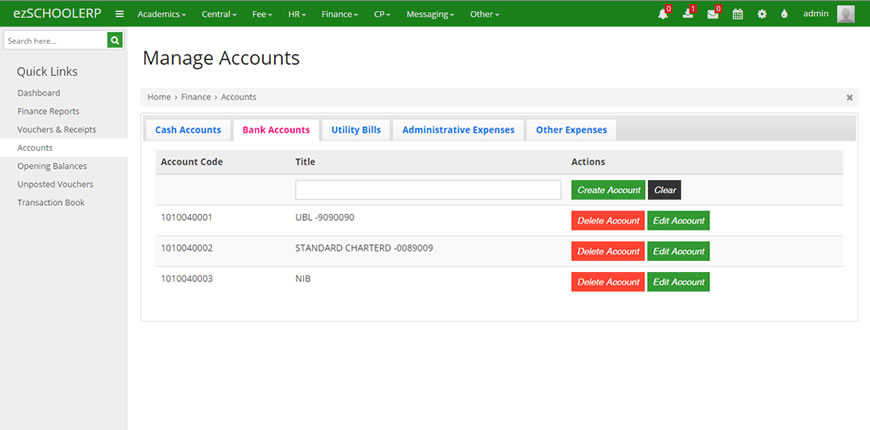 ezSCHOOLERP Academics Central Fee HR Finance CP Messaging Other 0 1 0 admin
Search here...
Manage Accounts
Quick Links
Dashboard
Finance Reports
Vouchers & Receipts
Accounts
Opening Balances
Unposted Vouchers
Transaction Book
Home › Finance › Accounts
Cash Accounts Bank Accounts Utility Bills Administrative Expenses Other Expenses
Account Code Title Actions
Create Account Clear
1010040001 UBL -9090090 Delete Account Edit Account
1010040002 STANDARD CHARTERD -0089009 Delete Account Edit Account
1010040003 NIB Delete Account Edit Account